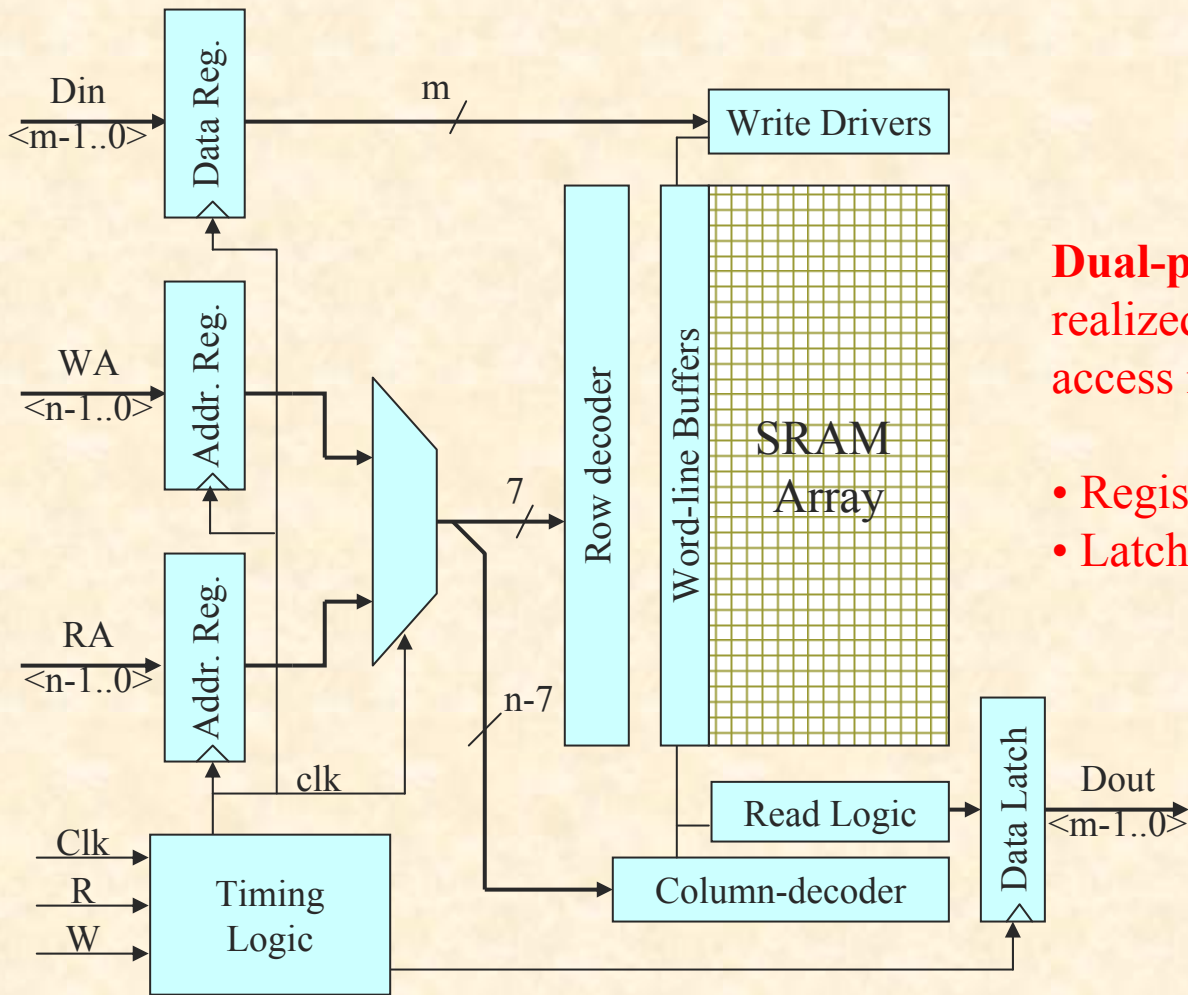 Din
<m-1..0>
Data Reg.
m
Write Drivers
WA
<n-1..0>
Addr. Reg.
RA
<n-1..0>
Addr. Reg.
7
n-7
Row decoder
Word-line Buffers
SRAM
Array
clk
Clk
R
W
Timing
Logic
Read Logic
Column-decoder
Data Latch
Dout
<m-1..0>
Dual-p
realized
access
• Regis
• Latch